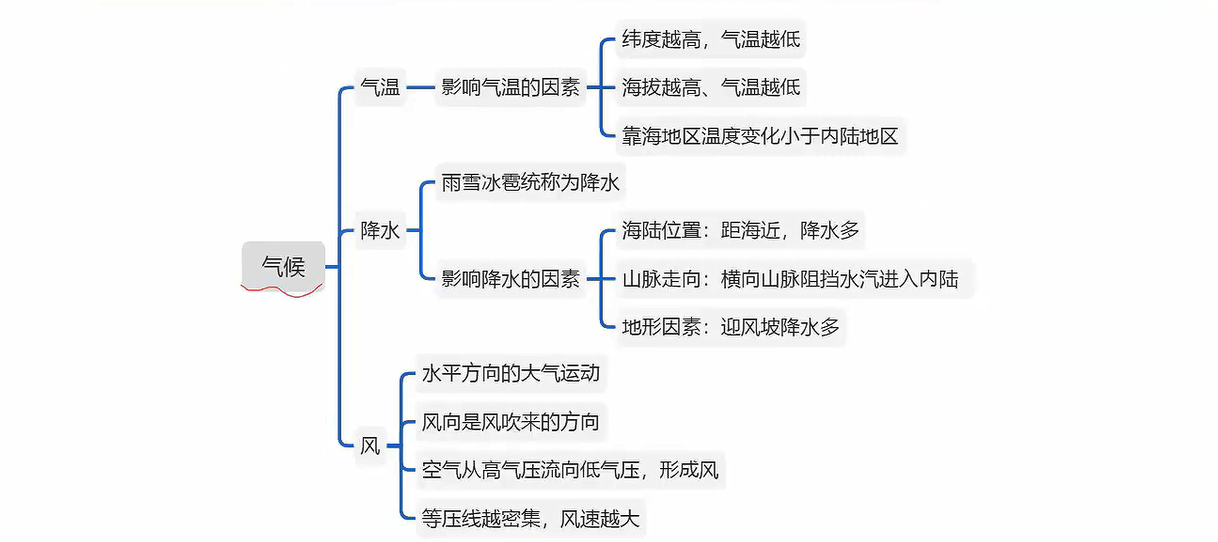 气候
气温
影响气温的因素
纬度越高，气温越低
海拔越高、气温越低
靠海地区温度变化小于内陆地区
降水
雨雪冰雹统称为降水
影响降水的因素
海陆位置：距海近，降水多
山脉走向：横向山脉阻挡水汽进入内陆
地形因素：迎风坡降水多
风
水平方向的大气运动
风向是风吹来的方向
空气从高气压流向低气压，形成风
等压线越密集，风速越大